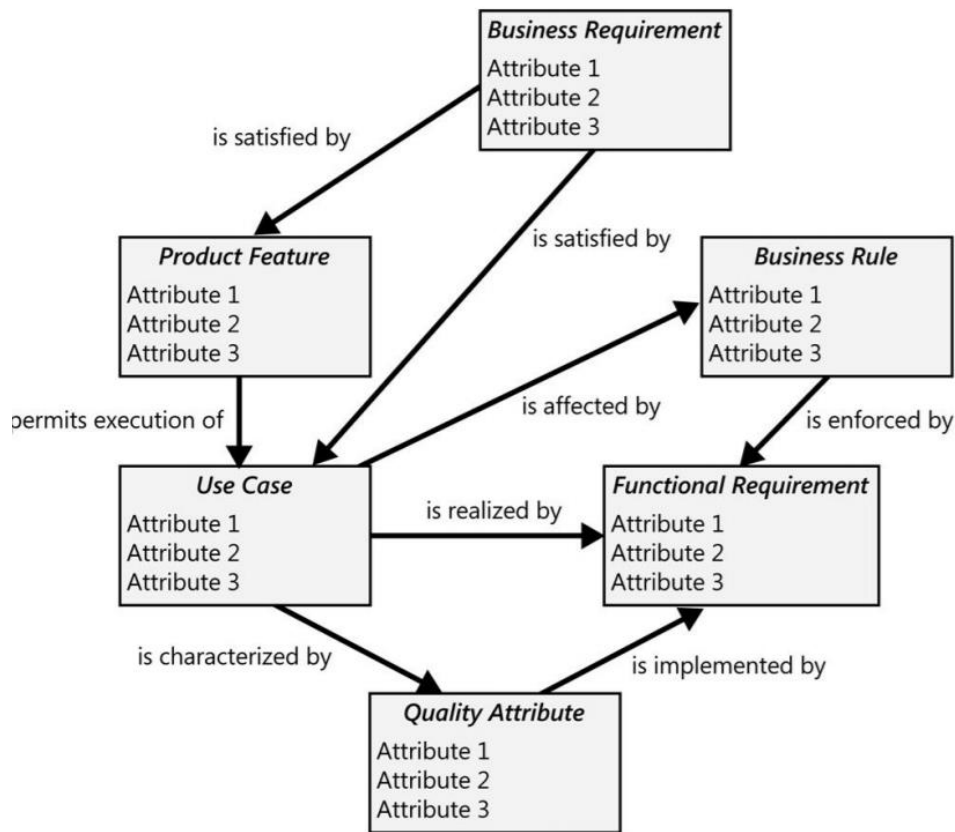 Business Requirement
Attribute 1
Attribute 2
Attribute 3
is satisfied by
is satisfied by
Product Feature
Attribute 1
Attribute 2
Attribute 3
Business Rule
Attribute 1
Attribute 2
Attribute 3
permits execution of
is affected by
is enforced by
Use Case
Attribute 1
Attribute 2
Attribute 3
is realized by
Functional Requirement
Attribute 1
Attribute 2
Attribute 3
is characterized by
is implemented by
Quality Attribute
Attribute 1
Attribute 2
Attribute 3